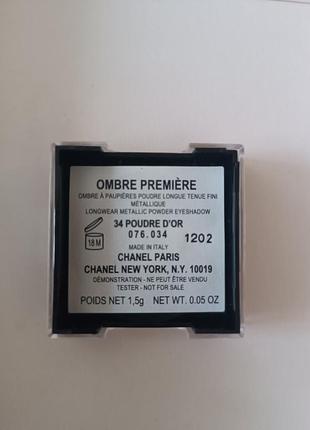 OMBRE PREMIÈRE
OMBRE À PAUPIÈRES POUDRE LONGUE TENUE FINI
MÉTALLIQUE
LONGWEAR METALLIC POWDER EYESHADOW
34 POUDRE D'OR
076.034
1202
18 M
MADE IN ITALY
CHANEL PARIS
CHANEL NEW YORK, N.Y. 10019
DÉMONSTRATION - NE PEUT ÊTRE VENDU
TESTER - NOT FOR SALE
POIDS NET 1,5g NET WT. 0.05 OZ